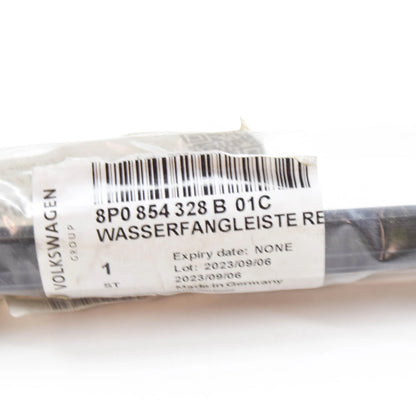 VOLKSWAGEN
GROUP
8P0 854 328 B 01C
WASSERFANGLEISTE RE
1
ST
Expiry date: NONE
Lot: 2023/09/06
2023/09/06
Made in Germany